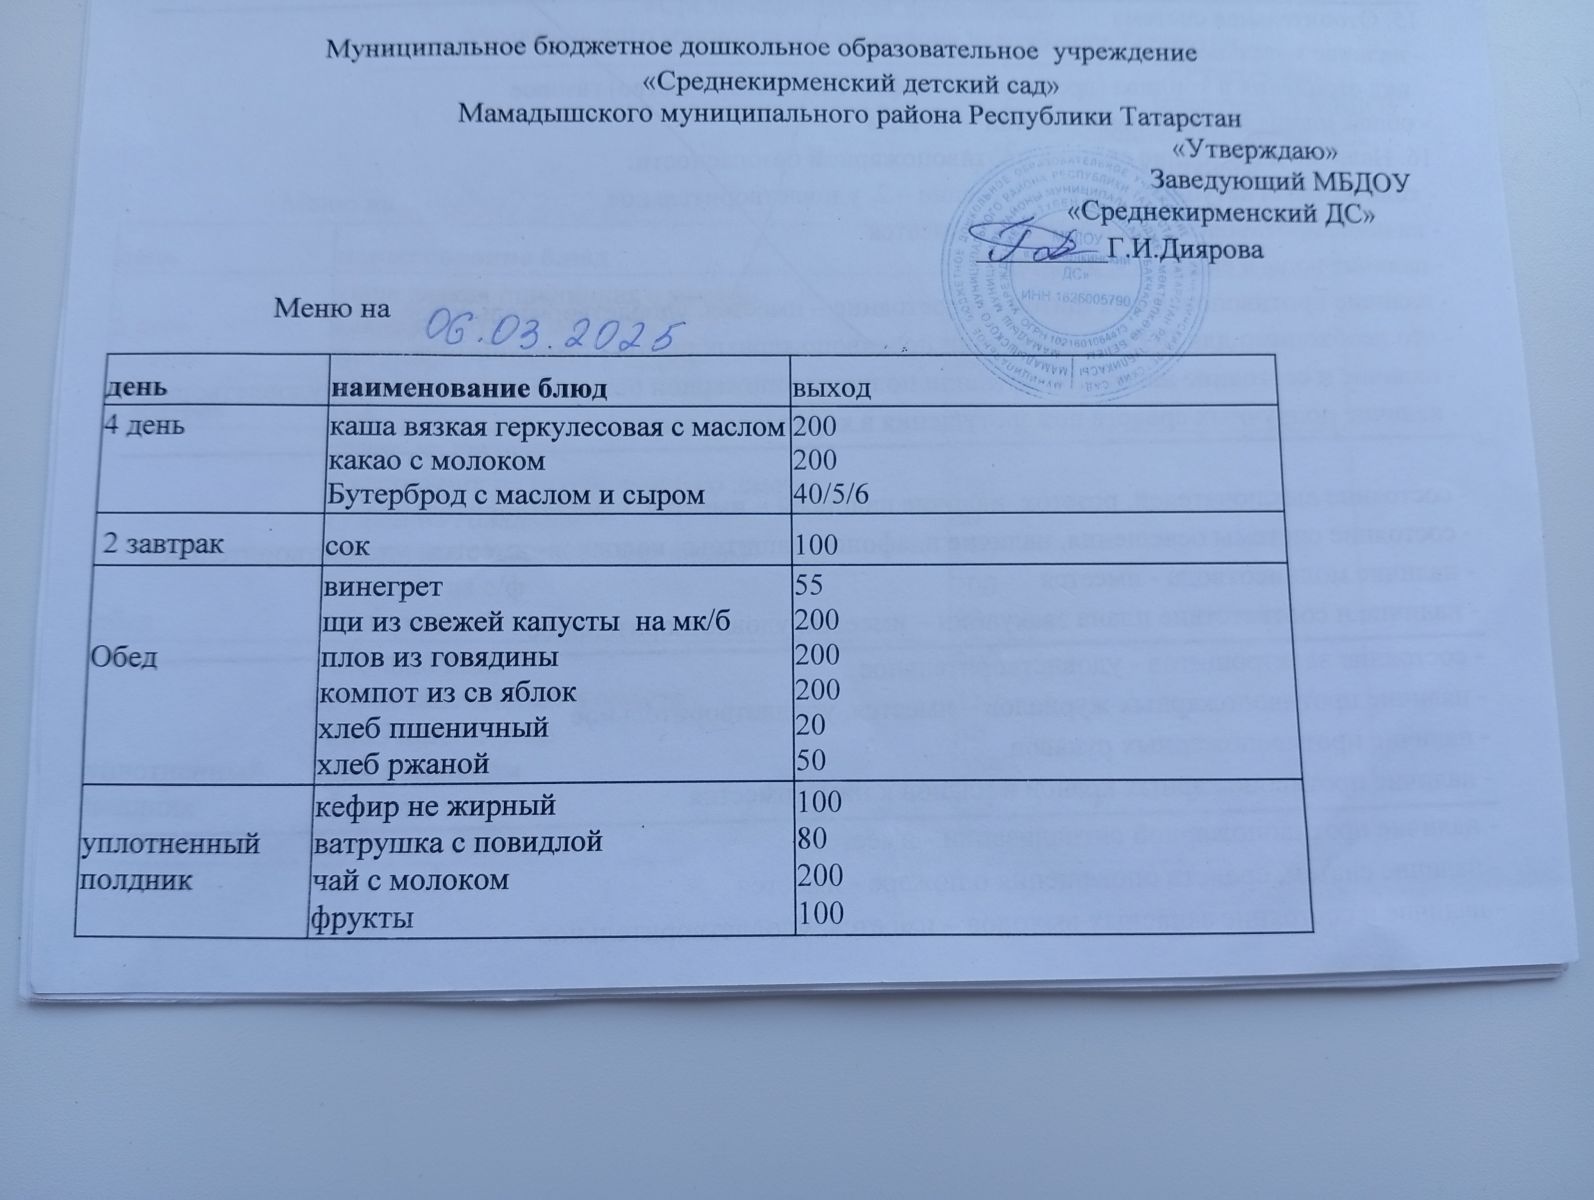 Муниципальное бюджетное дошкольное образовательное учреждение
«Среднекирменский детский сад»
Мамадышского муниципального района Республики Татарстан
«Утверждаю»
Заведующий МБДОУ
«Среднекирменский ДС»
Г.И.Диярова
МБДОУ
ДС»
ИНН 1626005790
Меню на 06.03.2025
день наименование блюд выход
4 день каша вязкая геркулесовая с маслом 200
какао с молоком 200
Бутерброд с маслом и сыром 40/5/6
2 завтрак сок 100
винегрет 55
щи из свежей капусты на мк/б 200
Обед плов из говядины 200
компот из св яблок 200
хлеб пшеничный 20
хлеб ржаной 50
кефир не жирный 100
уплотненный ватрушка с повидлой 80
полдник чай с молоком 200
фрукты 100